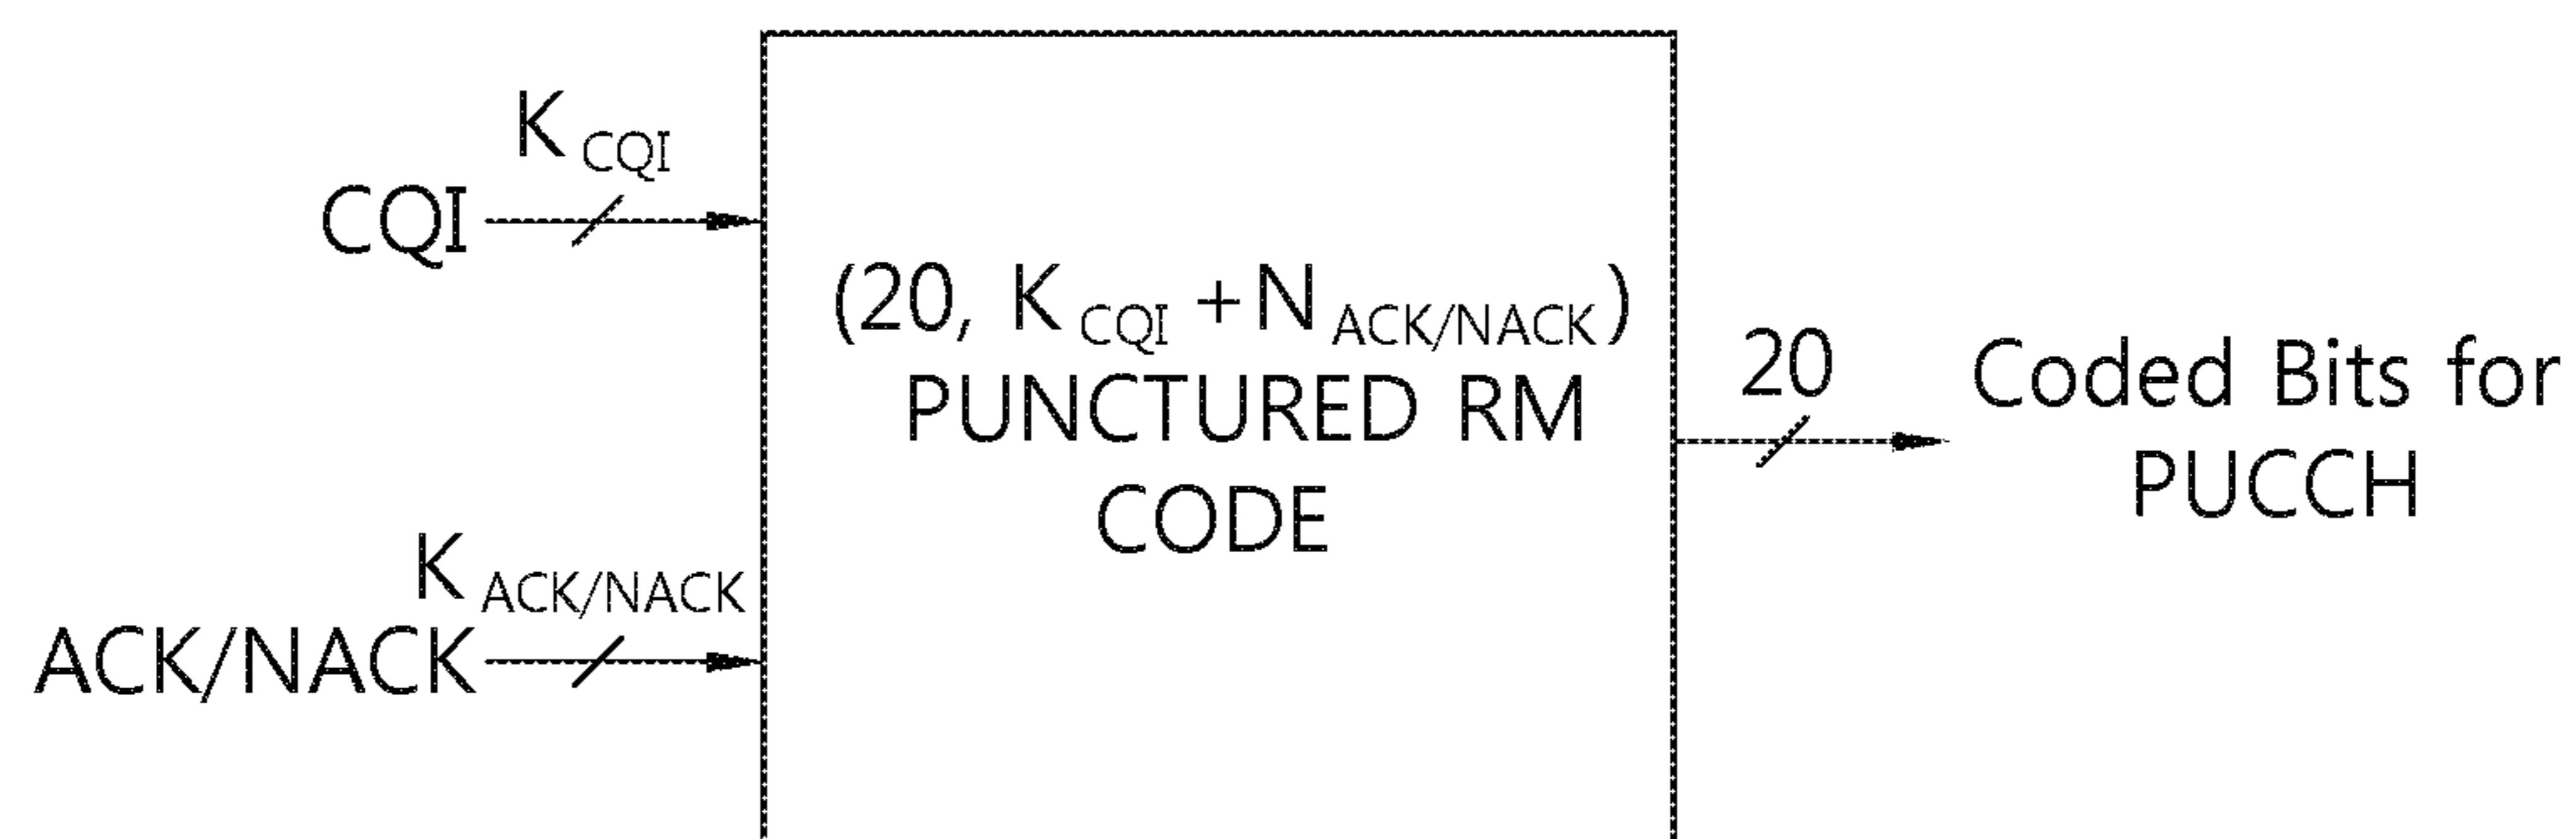 K CQI
CQI
(20, K CQI + N ACK/NACK)
PUNCTURED RM
CODE
K ACK/NACK
ACK/NACK
20
Coded Bits for
PUCCH